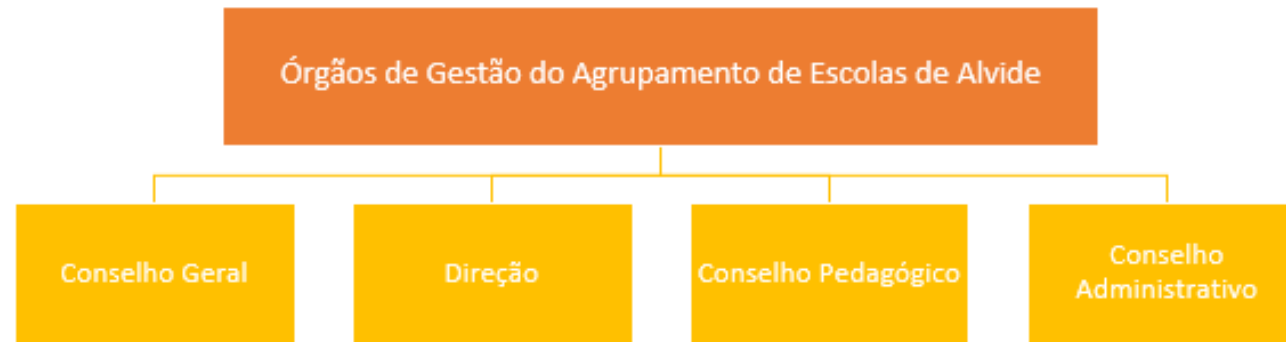 Órgãos de Gestão do Agrupamento de Escolas de Alvide
Conselho Geral
Direção
Conselho Pedagógico
Conselho
Administrativo